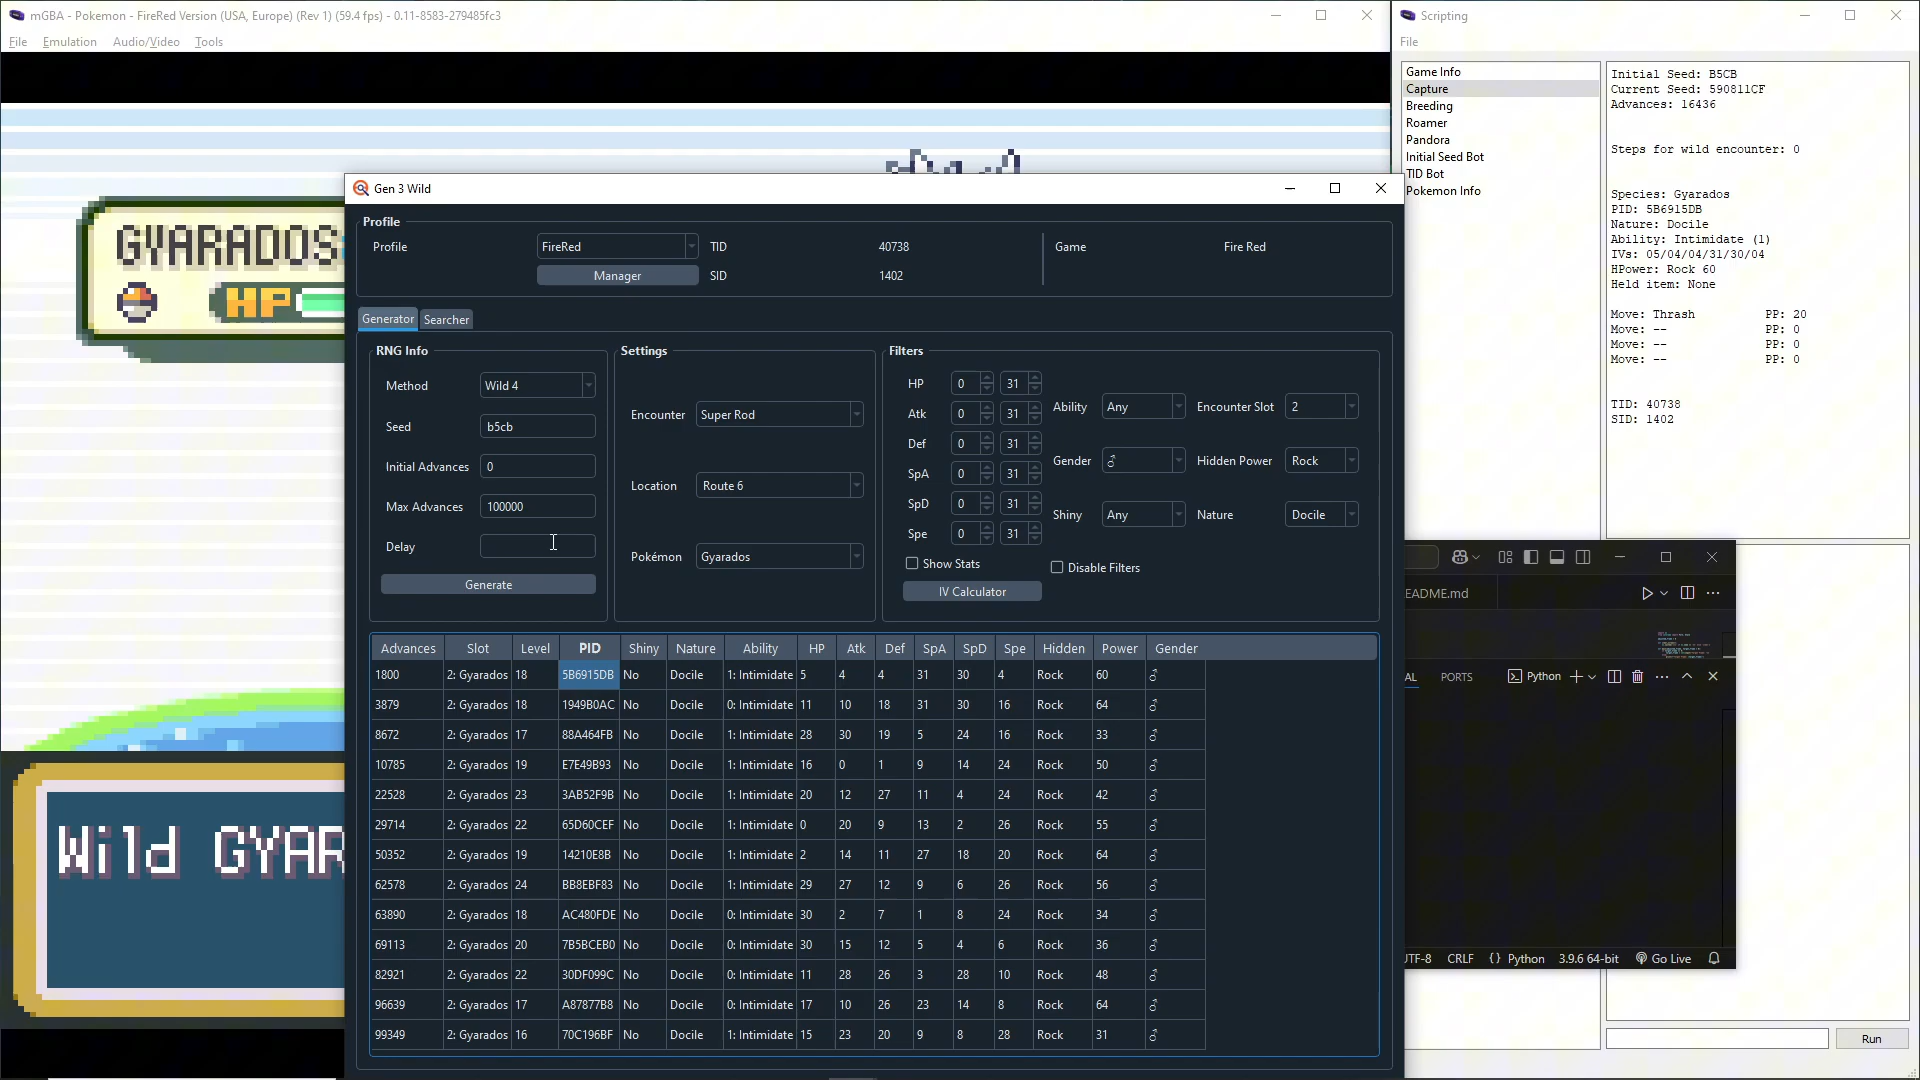 mGBA - Pokemon - FireRed Version (USA, Europe) (Rev 1) (59.4 fps) - 0.11-8583-279485fc3
File Emulation Audio/Video Tools
GYARADOS
HP
Wild GYAR
Gen 3 Wild
Profile
Profile FireRed TID 40738 Game Fire Red
Manager SID 1402
Generator Searcher
RNG Info
Method Wild 4
Seed b5cb
Initial Advances 0
Max Advances 100000
Delay
Generate
Settings
Encounter Super Rod
Location Route 6
Pokémon Gyarados
Filters
HP 0 31
Atk 0 31
Def 0 31
SpA 0 31
SpD 0 31
Spe 0 31
Show Stats
IV Calculator
Ability Any Encounter Slot 2
Gender ♂ Hidden Power Rock
Shiny Any Nature Docile
Disable Filters
Advances Slot Level PID Shiny Nature Ability HP Atk Def SpA SpD Spe Hidden Power Gender
1800 2: Gyarados 18 5B6915DB No Docile 1: Intimidate 5 4 4 31 30 4 Rock 60 ♂
3879 2: Gyarados 18 1949B0AC No Docile 0: Intimidate 11 10 18 31 30 16 Rock 64 ♂
8672 2: Gyarados 17 88A464FB No Docile 1: Intimidate 28 30 19 5 24 16 Rock 33 ♂
10785 2: Gyarados 19 E7E49B93 No Docile 1: Intimidate 16 0 1 9 14 24 Rock 50 ♂
22528 2: Gyarados 23 3AB52F9B No Docile 1: Intimidate 20 12 27 11 4 24 Rock 42 ♂
29714 2: Gyarados 22 65D60CEF No Docile 1: Intimidate 0 20 9 13 2 26 Rock 55 ♂
50352 2: Gyarados 19 14210E8B No Docile 1: Intimidate 2 14 11 27 18 20 Rock 64 ♂
62578 2: Gyarados 24 BB8EBF83 No Docile 1: Intimidate 29 27 12 9 6 26 Rock 56 ♂
63890 2: Gyarados 18 AC480FDE No Docile 0: Intimidate 30 2 7 1 8 24 Rock 34 ♂
69113 2: Gyarados 20 7B5BCEB0 No Docile 0: Intimidate 30 15 12 5 4 6 Rock 36 ♂
82921 2: Gyarados 22 30DF099C No Docile 0: Intimidate 11 28 26 3 28 10 Rock 48 ♂
96639 2: Gyarados 17 A87877B8 No Docile 0: Intimidate 17 10 26 23 14 8 Rock 64 ♂
99349 2: Gyarados 16 70C196BF No Docile 1: Intimidate 15 23 20 9 8 28 Rock 31 ♂
Scripting
File
Game Info
Capture
Breeding
Roamer
Pandora
Initial Seed Bot
TID Bot
Pokemon Info
Initial Seed: B5CB
Current Seed: 590811CF
Advances: 16436
Steps for wild encounter: 0
Species: Gyarados
PID: 5B6915DB
Nature: Docile
Ability: Intimidate (1)
IVs: 05/04/04/31/30/04
HPower: Rock 60
Held item: None
Move: Thrash PP: 20
Move: -- PP: 0
Move: -- PP: 0
Move: -- PP: 0
TID: 40738
SID: 1402
EADME.md
AL PORTS Python
UTF-8 CRLF {} Python 3.9.6 64-bit Go Live
Run